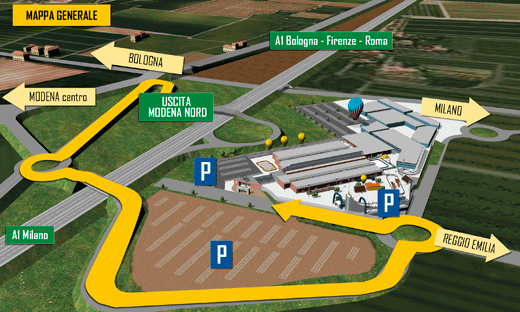 MAPPA GENERALE
A1 Bologna - Firenze - Roma
BOLOGNA
MODENA centro
USCITA
MODENA NORD
MILANO
P
P
A1 Milano
REGGIO EMILIA
P